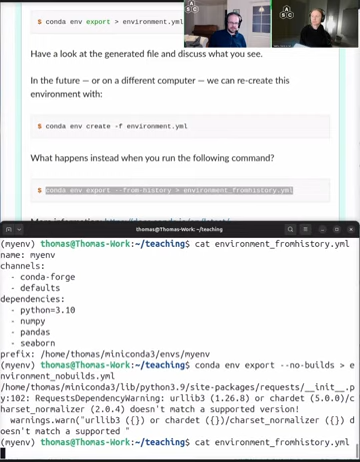 $ conda env export > environment.yml
Have a look at the generated file and discuss what you see.
In the future — or on a different computer — we can re-create this
environment with:
$ conda env create -f environment.yml
What happens instead when you run the following command?
$ conda env export --from-history > environment_fromhistory.yml
thomas@Thomas-Work: ~/teaching
(myenv) thomas@Thomas-Work:~/teaching$ cat environment_fromhistory.yml
name: myenv
channels:
- conda-forge
- defaults
dependencies:
- python=3.10
- numpy
- pandas
- seaborn
prefix: /home/thomas/miniconda3/envs/myenv
(myenv) thomas@Thomas-Work:~/teaching$ conda env export --no-builds > e
nvironment_nobuilds.yml
/home/thomas/miniconda3/lib/python3.9/site-packages/requests/__init__.p
y:102: RequestsDependencyWarning: urllib3 (1.26.8) or chardet (5.0.0)/c
harset_normalizer (2.0.4) doesn't match a supported version!
warnings.warn("urllib3 ({}) or chardet ({})/charset_normalizer ({}) d
oesn't match a supported "
(myenv) thomas@Thomas-Work:~/teaching$ cat environment_fromhistory.yml